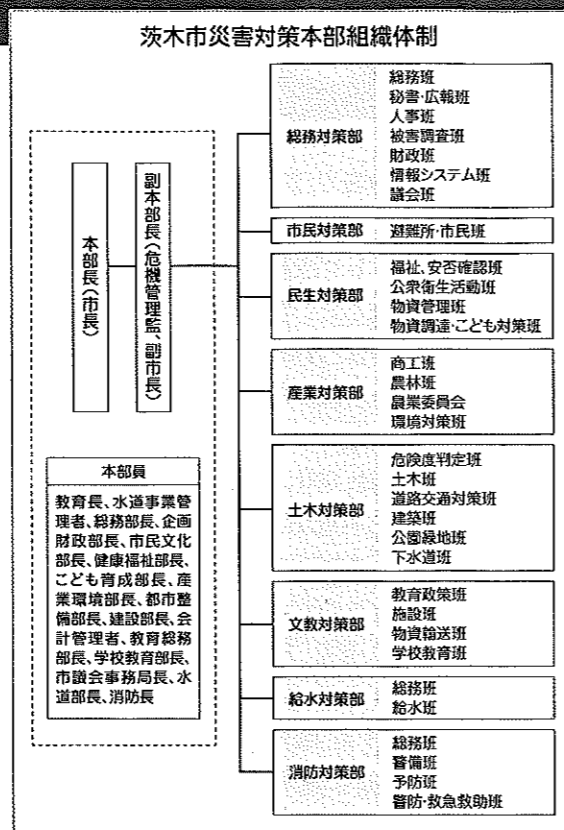 茨木市災害対策本部組織体制
本部長(市長)
副本部長(危機管理監、副市長)
本部員
教育長、水道事業管
理者、総務部長、企画
財政部長、市民文化
部長、健康福祉部長、
こども育成部長、産
業環境部長、都市整
備部長、建設部長、会
計管理者、教育総務
部長、学校教育部長、
市議会事務局長、水
道部長、消防長
総務対策部
総務班
秘書・広報班
人事班
被害調査班
財政班
情報システム班
議会班
市民対策部
避難所・市民班
民生対策部
福祉、安否確認班
公衆衛生活動班
物資管理班
物資調達・こども対策班
産業対策部
商工班
農林班
農業委員会
環境対策班
土木対策部
危険度判定班
土木班
道路交通対策班
建築班
公園緑地班
下水道班
文教対策部
教育政策班
施設班
物資輸送班
学校教育班
給水対策部
総務班
給水班
消防対策部
総務班
警備班
予防班
警防・救急救助班